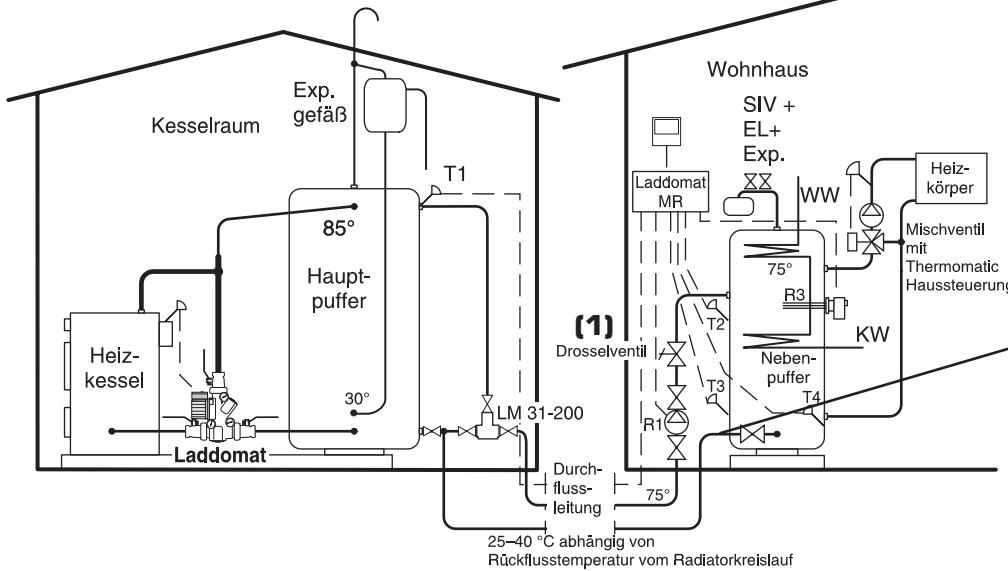 Kesselraum
Exp.
gefäß
T1
85°
Haupt-
puffer
30°
Heiz-
kessel
Laddomat
LM 31-200
Durch-
fluss-
leitung
75°
25–40 °C abhängig von
Rückflusstemperatur vom Radiatorkreislauf
Wohnhaus
SIV +
EL+
Exp.
Laddomat
MR
WW
75°
Heiz-
körper
Mischventil
mit
Thermomatic
Haussteuerung
R3
(1)
Drosselventil
T2
KW
Neben-
puffer
T3
T4
R1